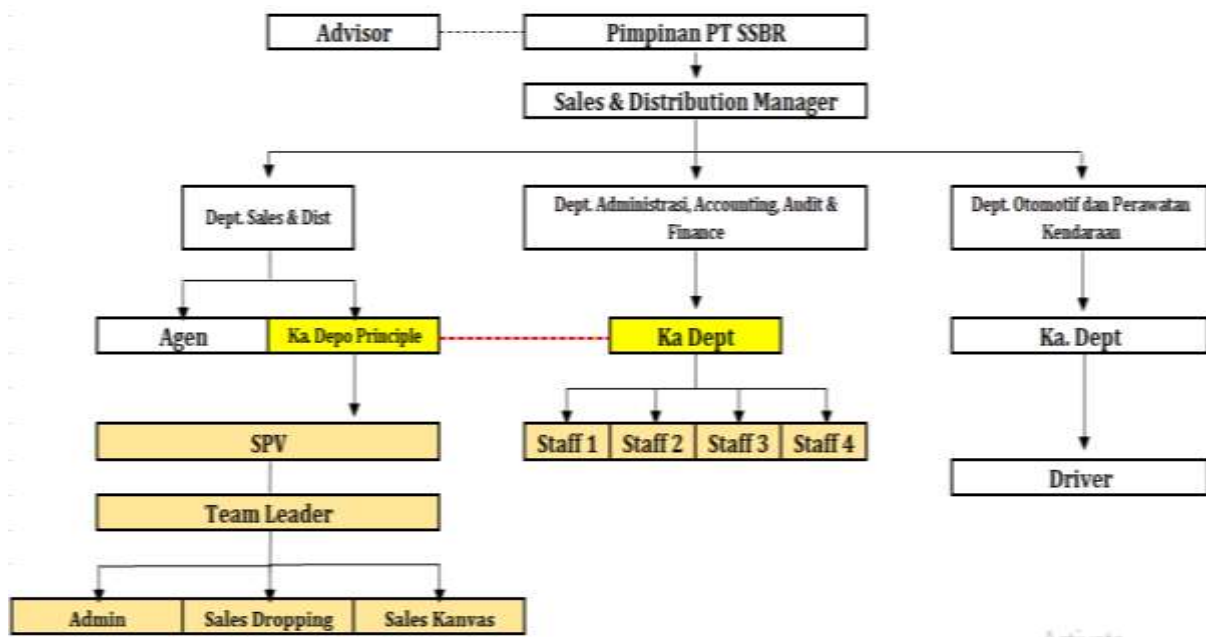 Advisor
Pimpinan PT SSBR
Sales & Distribution Manager
Dept. Sales & Dist
Dept. Administrasi, Accounting, Audit &
Finance
Dept. Otomotif dan Perawatan
Kendaraan
Agen
Ka. Depo Principle
Ka Dept
Ka. Dept
SPV
Staff 1
Staff 2
Staff 3
Staff 4
Driver
Team Leader
Admin
Sales Dropping
Sales Kanvas